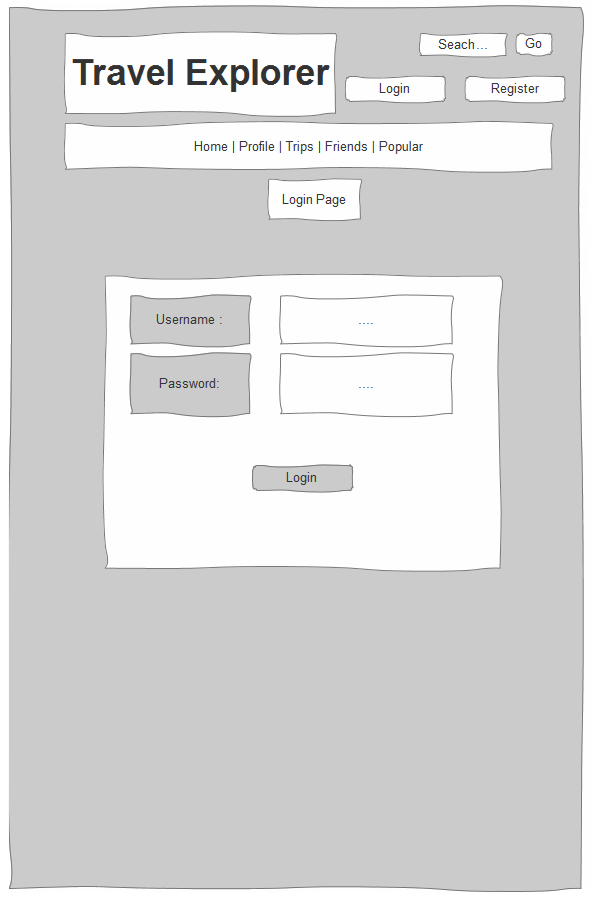 Travel Explorer
Seach...
Go
Login
Register
Home | Profile | Trips | Friends | Popular
Login Page
Username :
....
Password:
....
Login